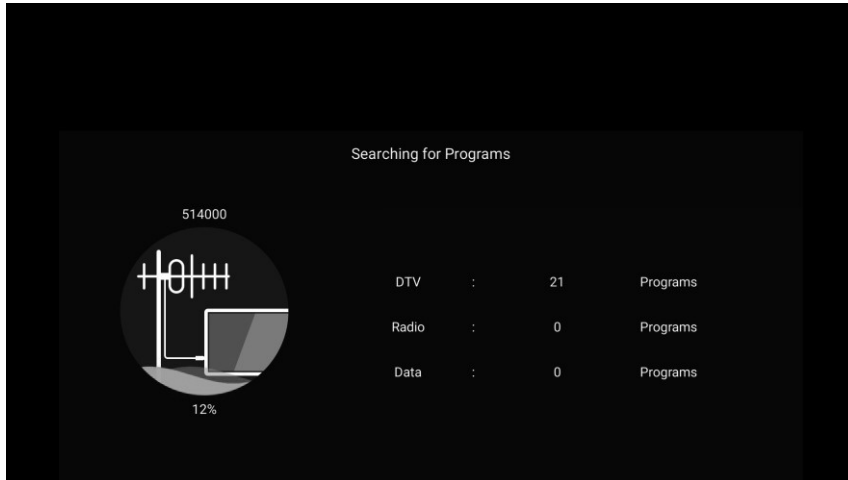 Searching for Programs
514000
DTV : 21 Programs
Radio : 0 Programs
Data : 0 Programs
12%